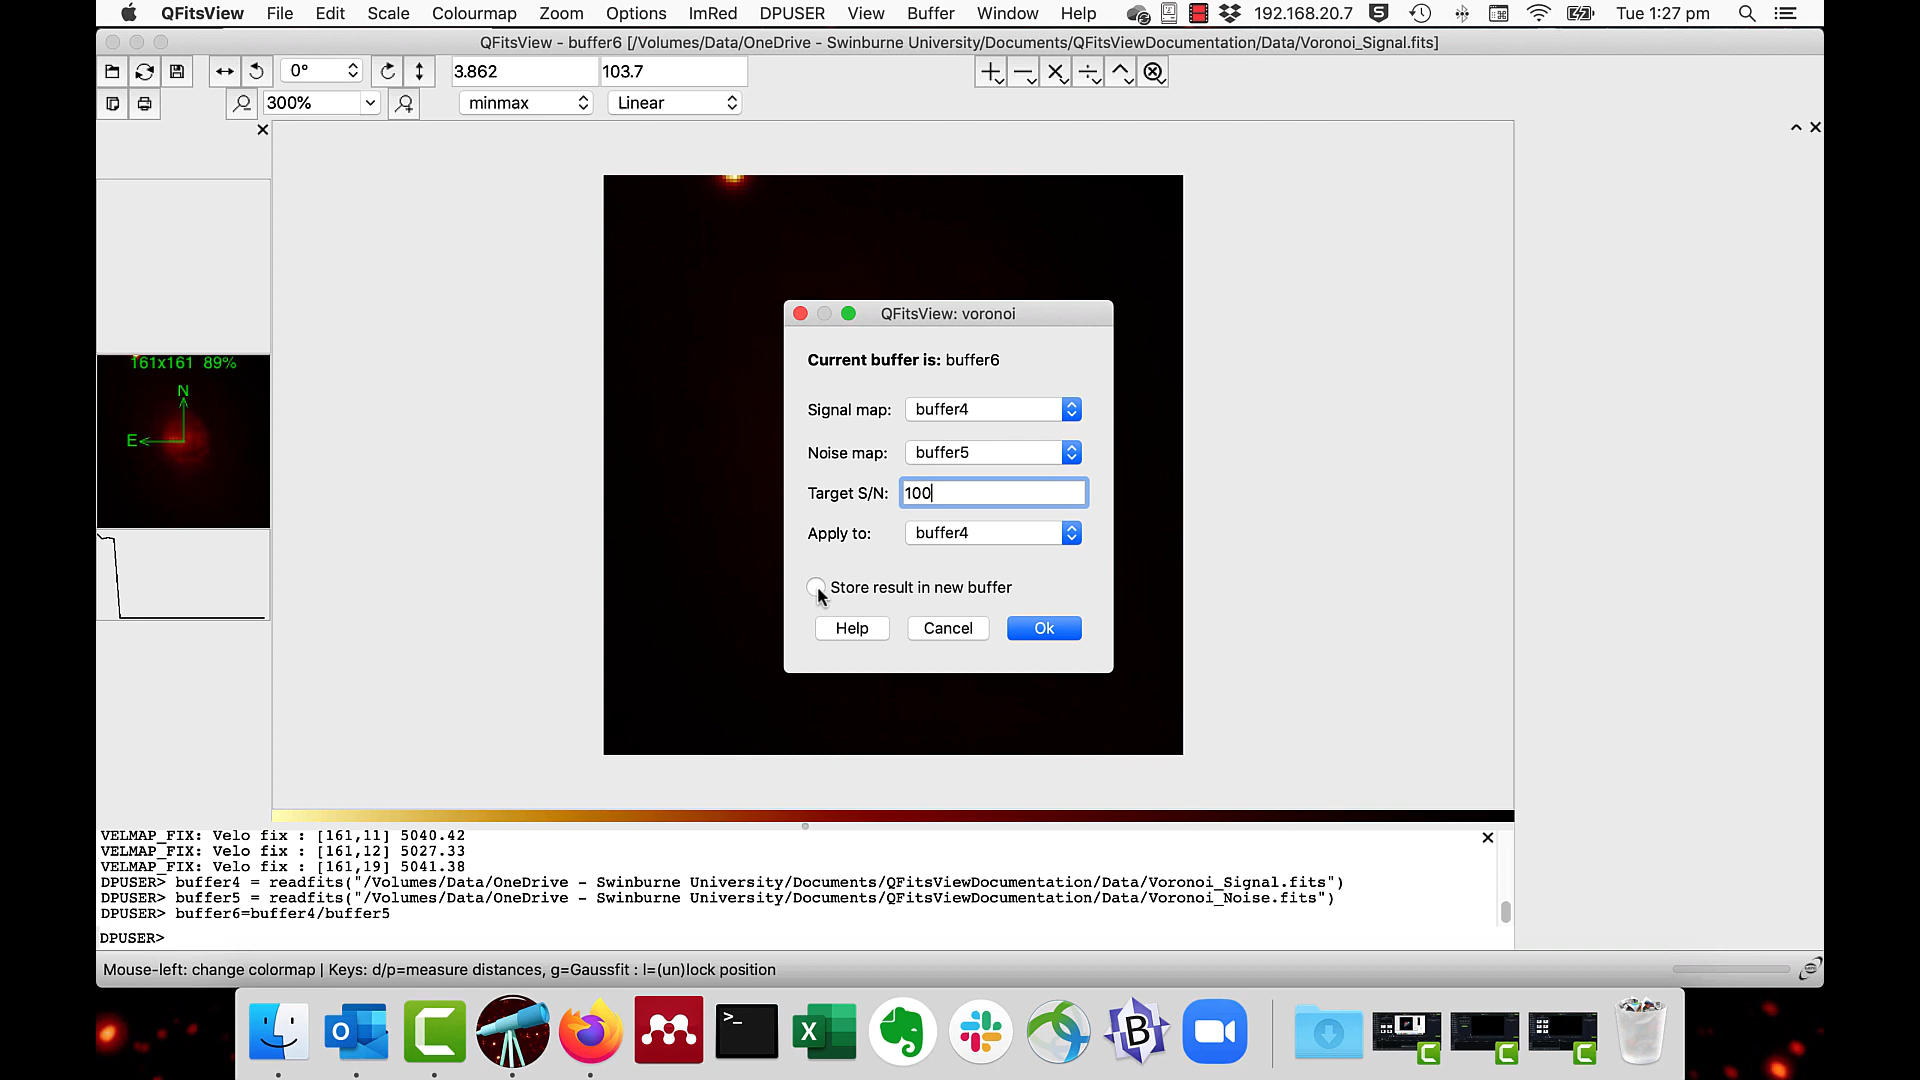 QFitsView File Edit Scale Colourmap Zoom Options ImRed DPUSER View Buffer Window Help 192.168.20.7 Tue 1:27 pm
QFitsView - buffer6 [/Volumes/Data/OneDrive - Swinburne University/Documents/QFitsViewDocumentation/Data/Voronoi_Signal.fits]
0° 3.862 103.7
300% minmax Linear
161x161 89%
N
E
QFitsView: voronoi
Current buffer is: buffer6
Signal map: buffer4
Noise map: buffer5
Target S/N: 100
Apply to: buffer4
Store result in new buffer
Help Cancel Ok
VELMAP_FIX: Velo fix : [161,11] 5040.42
VELMAP_FIX: Velo fix : [161,12] 5027.33
VELMAP_FIX: Velo fix : [161,19] 5041.38
DPUSER> buffer4 = readfits("/Volumes/Data/OneDrive - Swinburne University/Documents/QFitsViewDocumentation/Data/Voronoi_Signal.fits")
DPUSER> buffer5 = readfits("/Volumes/Data/OneDrive - Swinburne University/Documents/QFitsViewDocumentation/Data/Voronoi_Noise.fits")
DPUSER> buffer6=buffer4/buffer5
DPUSER>
Mouse-left: change colormap | Keys: d/p=measure distances, g=Gaussfit : l=(un)lock position